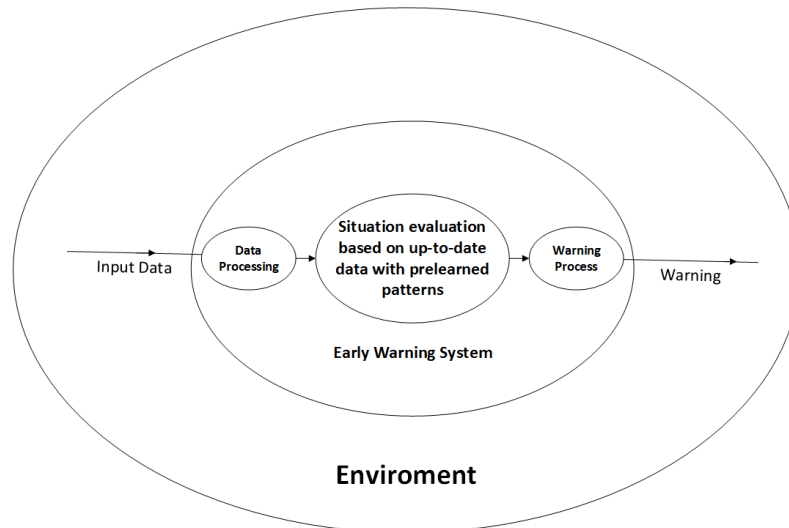 Input Data
Data
Processing
Situation evaluation
based on up-to-date
data with prelearned
patterns
Warning
Process
Warning
Early Warning System
Enviroment